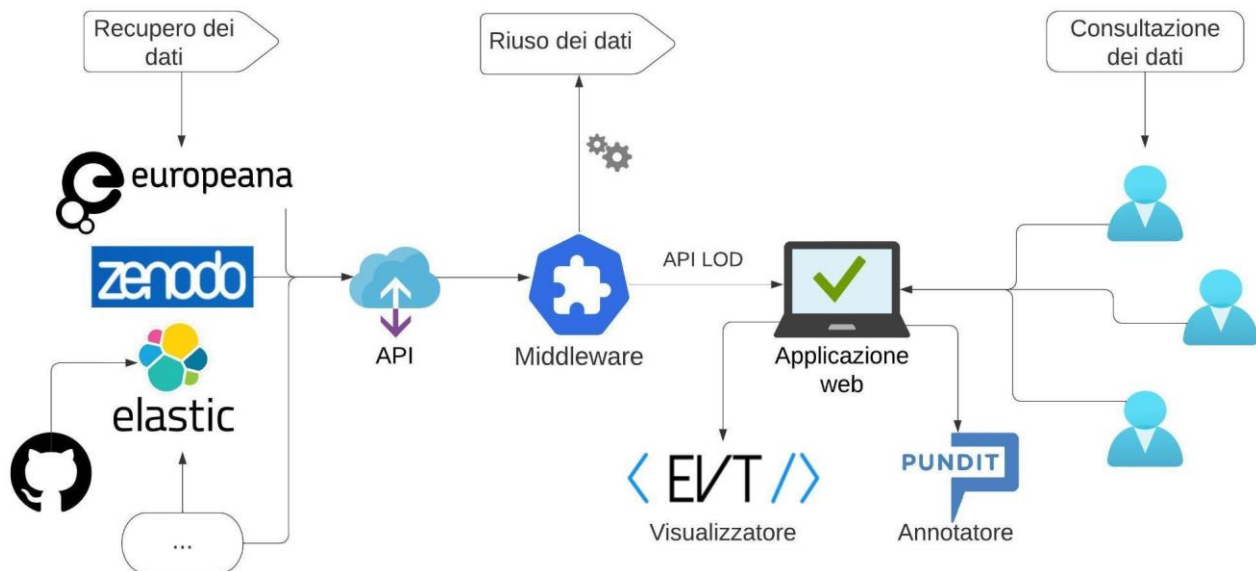 Recupero dei
dati
Riuso dei dati
Consultazione
dei dati
europeana
zenodo
elastic
...
API
Middleware
API LOD
Applicazione
web
< EVT />
Visualizzatore
PUNDIT
Annotatore